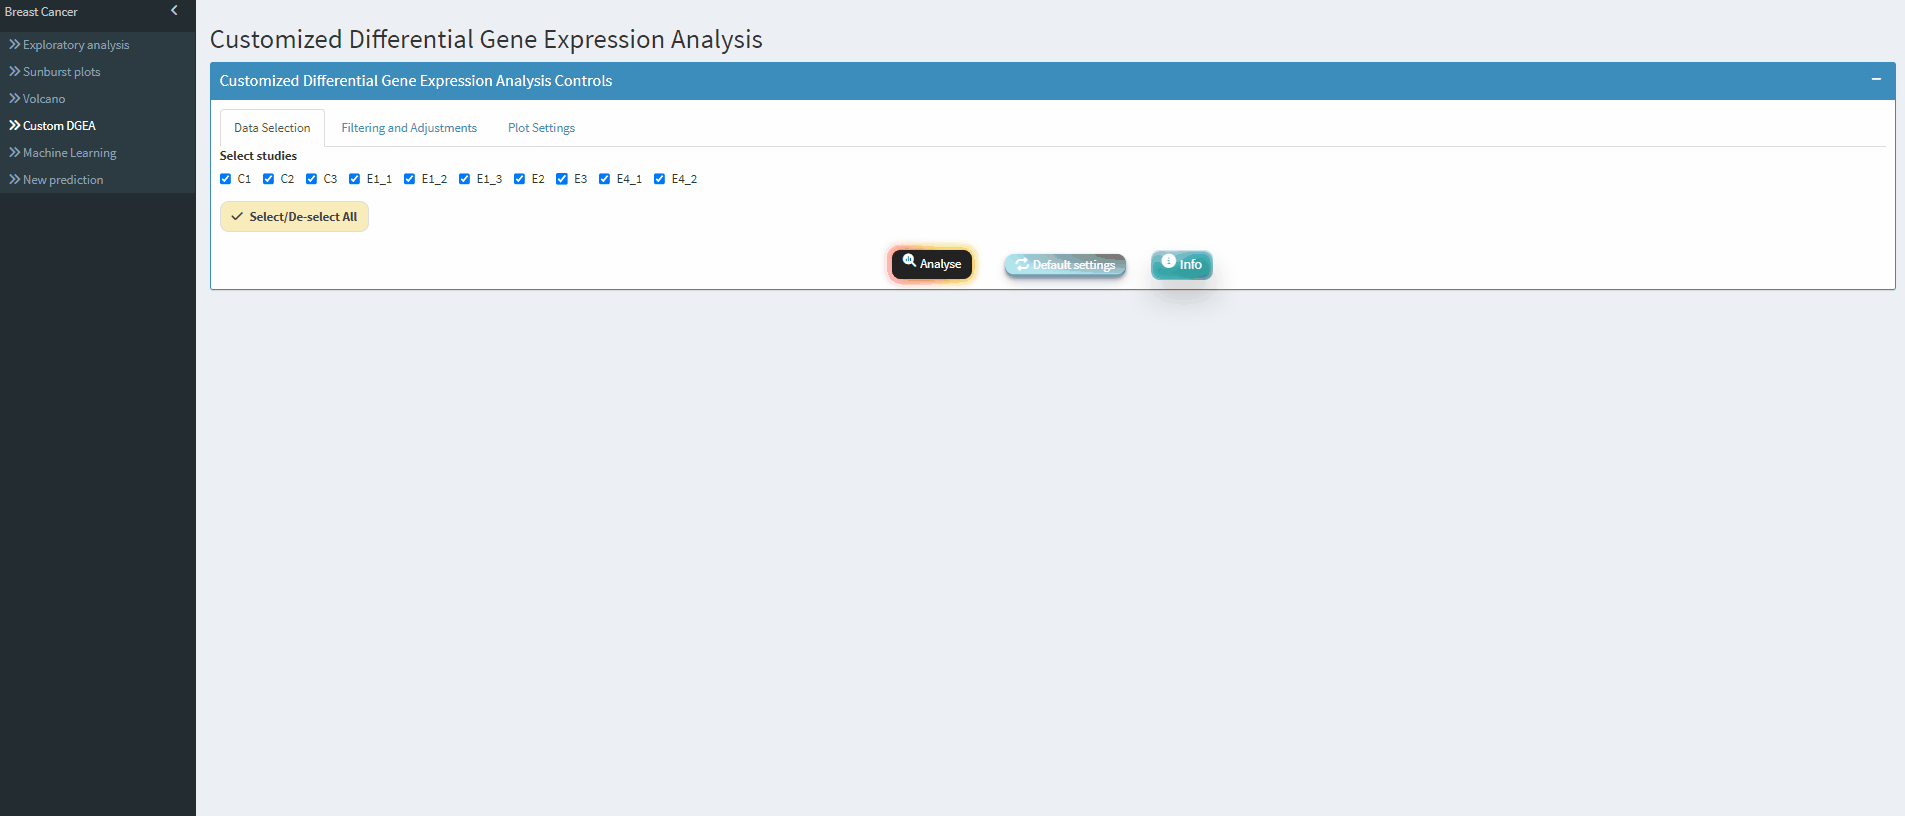 Breast Cancer
Exploratory analysis
Sunburst plots
Volcano
Custom DGEA
Machine Learning
New prediction
Customized Differential Gene Expression Analysis
Customized Differential Gene Expression Analysis Controls
Data Selection Filtering and Adjustments Plot Settings
Select studies
C1 C2 C3 E1_1 E1_2 E1_3 E2 E3 E4_1 E4_2
Select/De-select All
Analyse Default settings Info